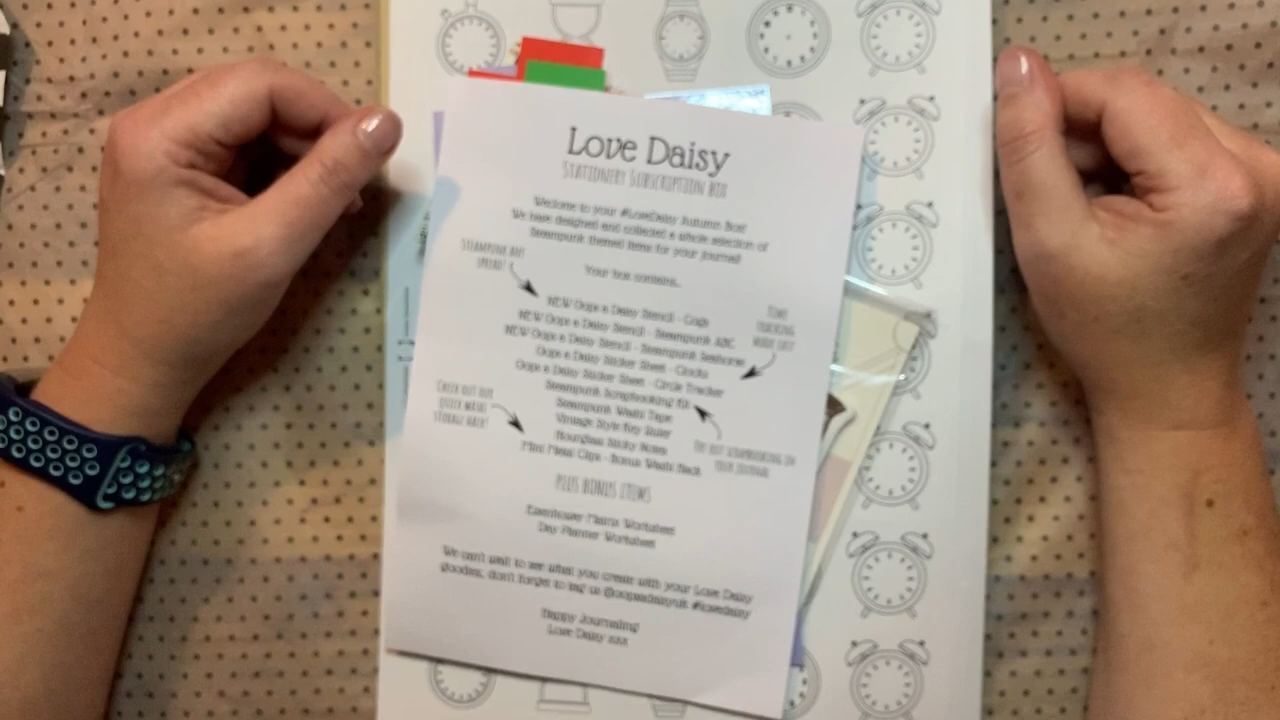 Love Daisy
STATIONERY SUBSCRIPTION BOX
Welcome to your #LoveDaisy Autumn Box!
We have designed and collected a whole selection of
Steampunk themed items for your journal!
STEAMPUNK ABC
SPREAD?
Your box contains..
NEW Oops a Daisy Stencil - Cogs
NEW Oops a Daisy Stencil - Steampunk ABC
NEW Oops a Daisy Stencil - Steampunk Seahorse
Oops a Daisy Sticker Sheet - Clocks
Oops a Daisy Sticker Sheet - Circle Tracker
TIME
TRACKING
MADE EASY
Steampunk Scrapbooking Kit
Steampunk Washi Tape
Vintage Style Key Ruler
Hourglass Sticky Notes
Mini Metal Clips - Bonus Washi Hack
CHECK OUT OUR
QUICK WASHI
STORAGE HACK!
TRY OUT SCRAPBOOKING IN
YOUR JOURNAL
PLUS BONUS ITEMS
Eisenhower Matrix Worksheet
Day Planner Worksheet
We can't wait to see what you create with your Love Daisy
goodies, don't forget to tag us @oopsadaisyuk #lovedaisy
Happy Journaling
Love Daisy xxx